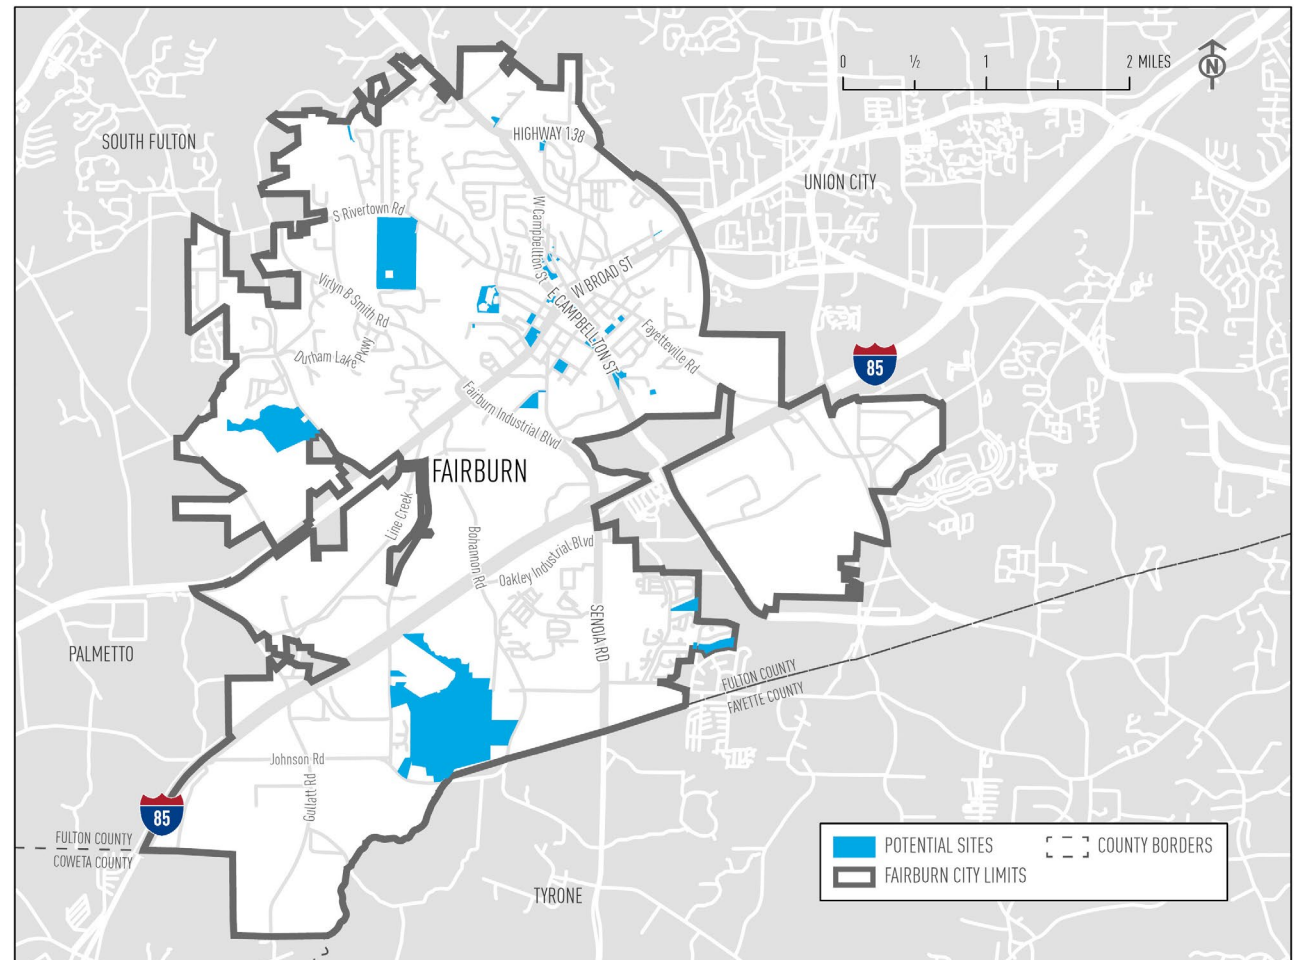 0 ½ 1 2 MILES
N
SOUTH FULTON
HIGHWAY 138
UNION CITY
S Rivertown Rd
W Campbellton St
W BROAD ST
Virlyn B Smith Rd
E CAMPBELLTON ST
Fayetteville Rd
Durham Lake Pkwy
85
Fairburn Industrial Blvd
FAIRBURN
Line Creek
Bohannon Rd
Oakley Industrial Blvd
SENOIA RD
PALMETTO
FULTON COUNTY
FAYETTE COUNTY
Johnson Rd
Gullatt Rd
85
FULTON COUNTY
COWETA COUNTY
POTENTIAL SITES
COUNTY BORDERS
FAIRBURN CITY LIMITS
TYRONE